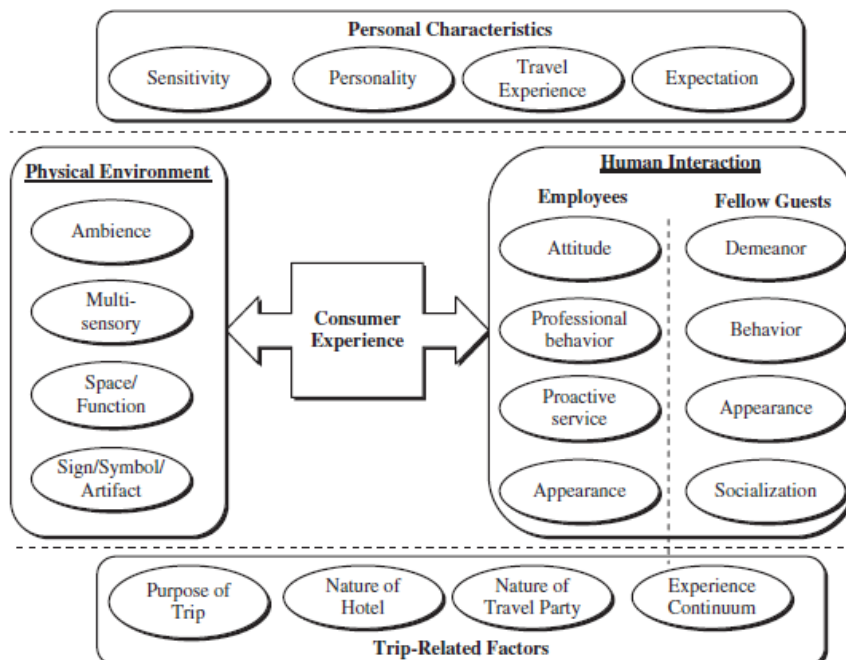 Personal Characteristics
Sensitivity
Personality
Travel
Experience
Expectation
Physical Environment
Ambience
Multi-
sensory
Space/
Function
Sign/Symbol/
Artifact
Consumer
Experience
Human Interaction
Employees
Attitude
Professional
behavior
Proactive
service
Appearance
Fellow Guests
Demeanor
Behavior
Appearance
Socialization
Purpose of
Trip
Nature of
Hotel
Nature of
Travel Party
Experience
Continuum
Trip-Related Factors